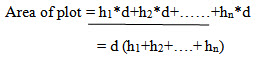 Area of plot = h₁*d+h₂*d+……+hₙ*d
= d (h₁+h₂+….+ hₙ)